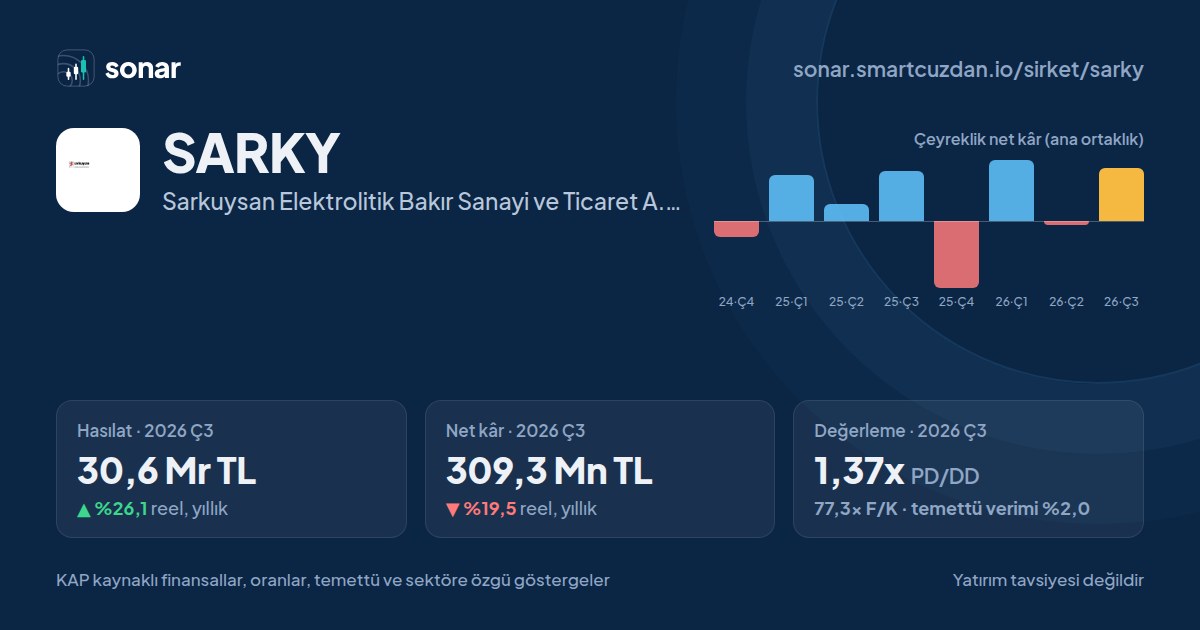 sonar
sonar.smartcuzdan.io/sirket/sarky
SARKY
Sarkuysan Elektrolitik Bakır Sanayi ve Ticaret A.…
Çeyreklik net kâr (ana ortaklık)
24·Ç4 25·Ç1 25·Ç2 25·Ç3 25·Ç4 26·Ç1 26·Ç2 26·Ç3
Hasılat · 2026 Ç3
30,6 Mr TL
▲ %26,1 reel, yıllık
Net kâr · 2026 Ç3
309,3 Mn TL
▼ %19,5 reel, yıllık
Değerleme · 2026 Ç3
1,37x PD/DD
77,3× F/K · temettü verimi %2,0
KAP kaynaklı finansallar, oranlar, temettü ve sektöre özgü göstergeler
Yatırım tavsiyesi değildir